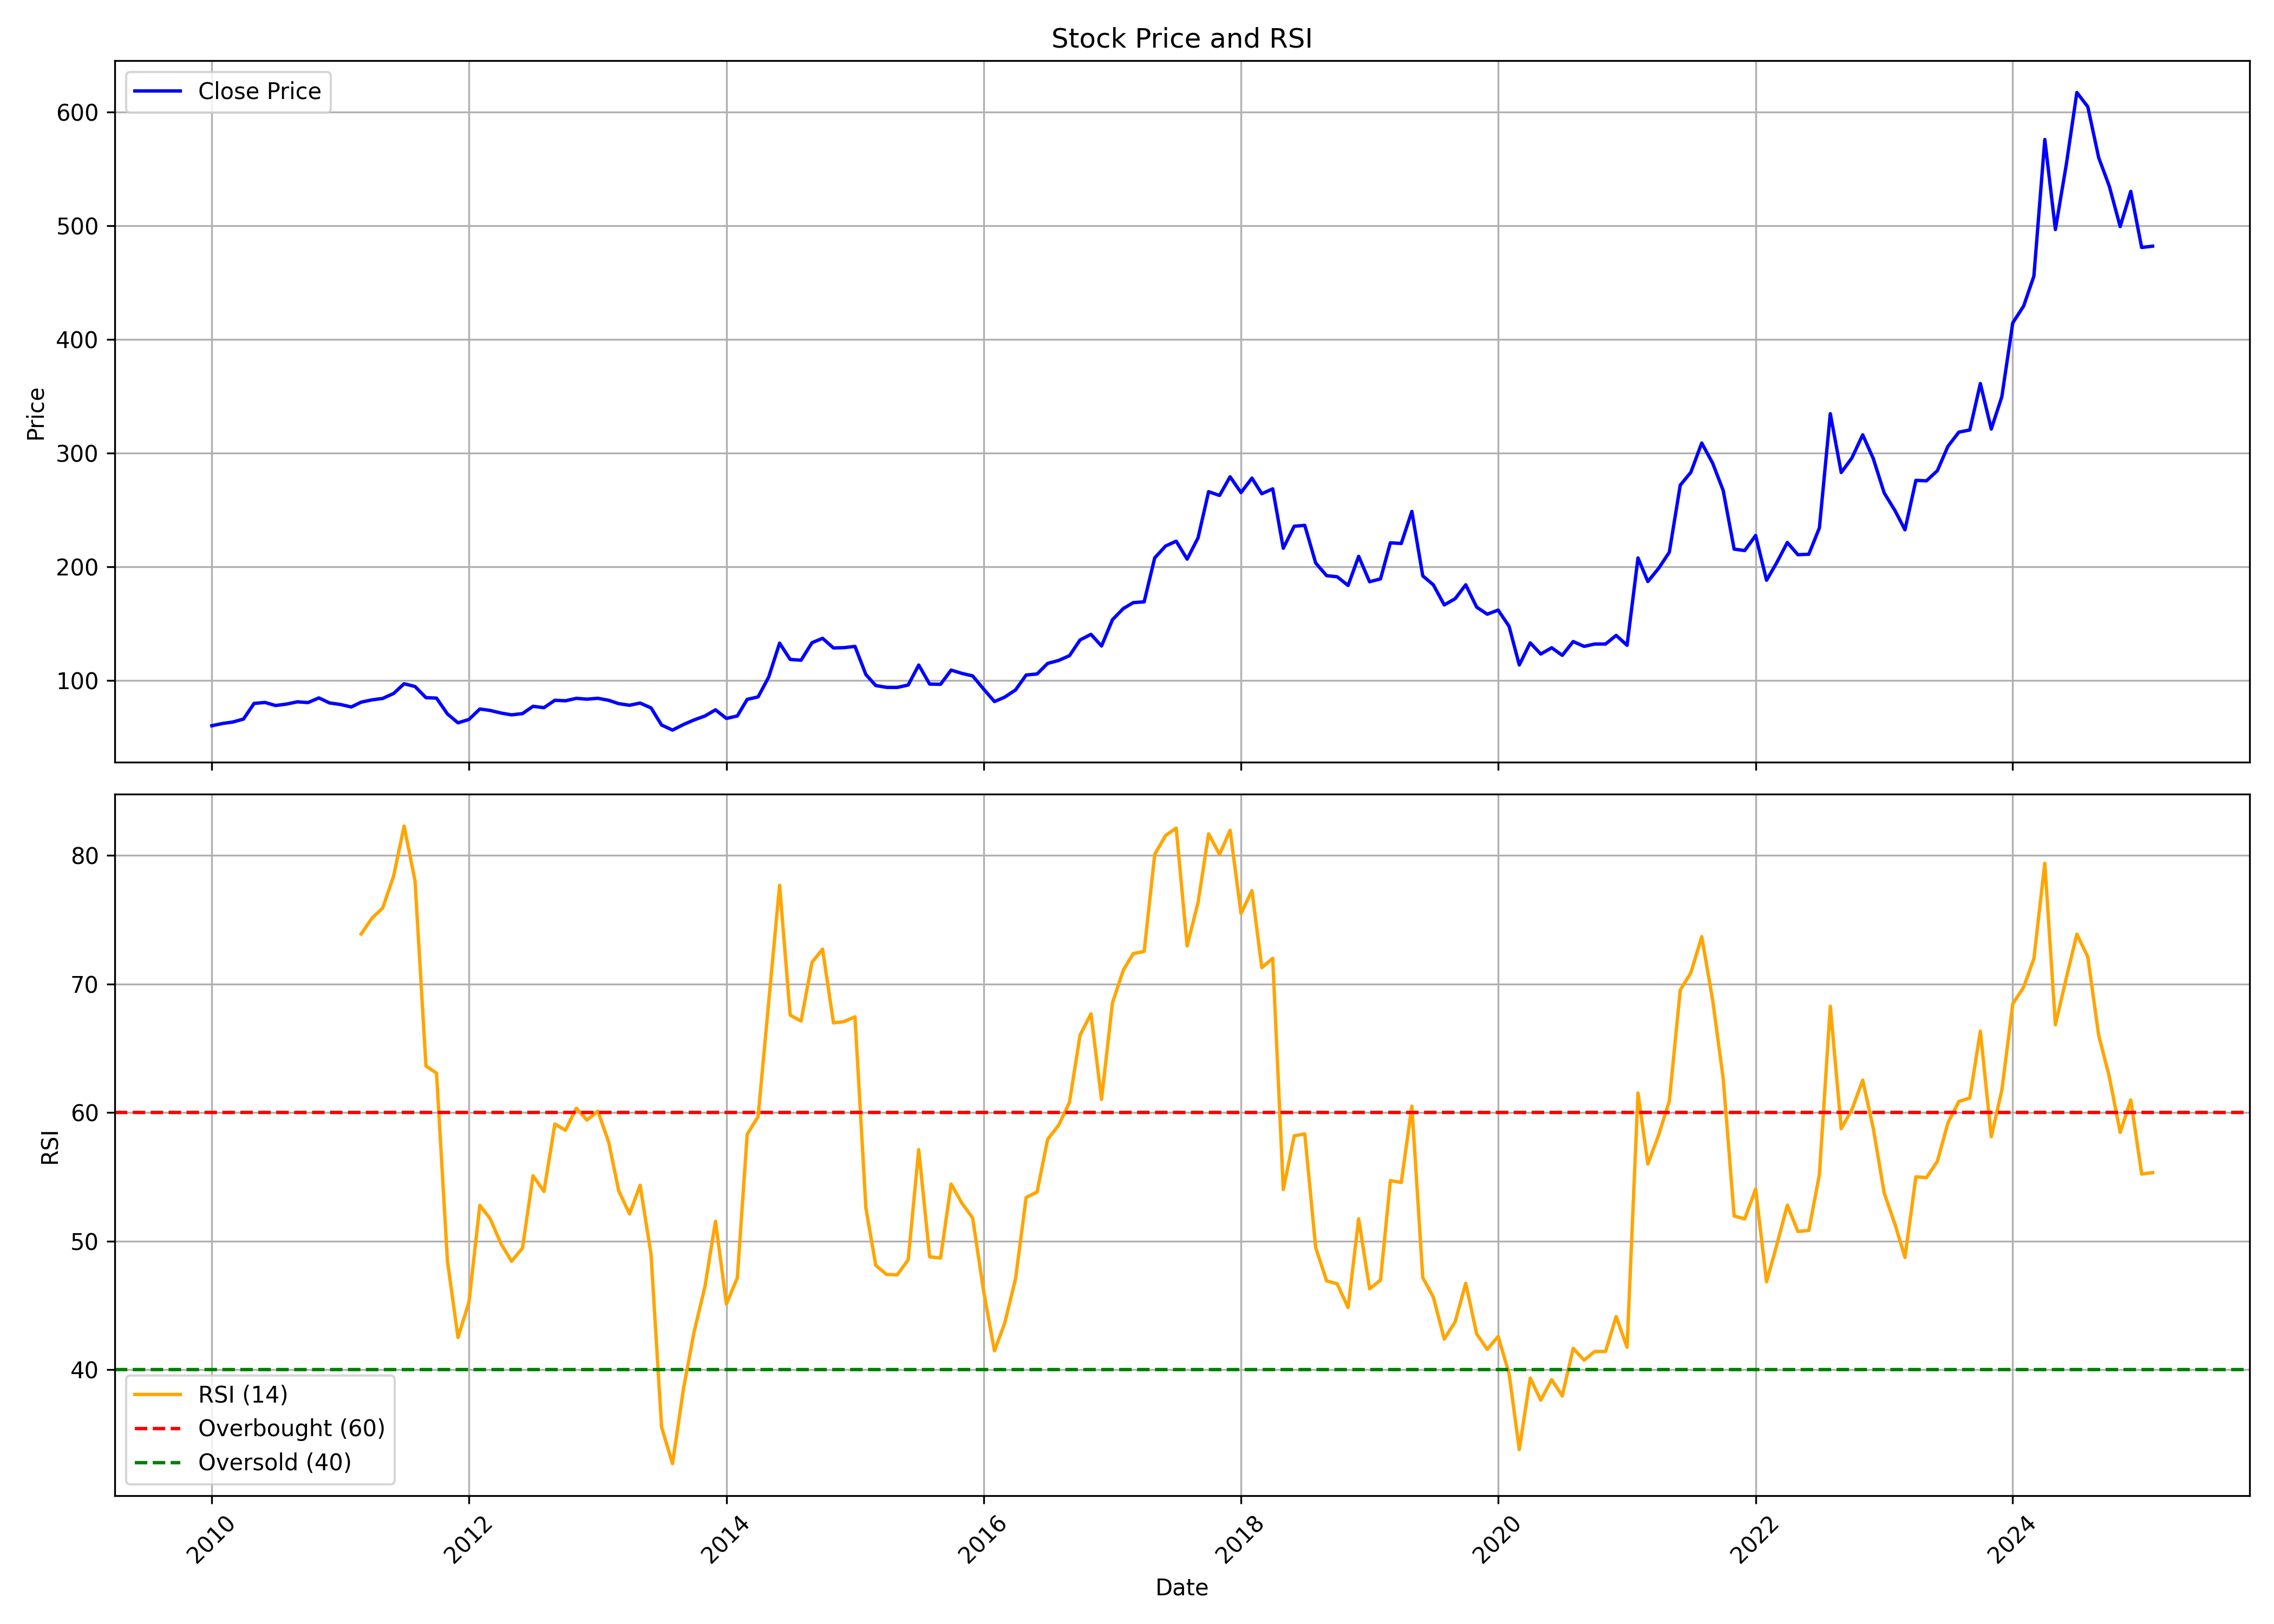 Stock Price and RSI
Close Price
600
500
400
300
200
100
Price
80
70
60
50
40
RSI
RSI (14)
Overbought (60)
Oversold (40)
2010
2012
2014
2016
2018
2020
2022
2024
Date